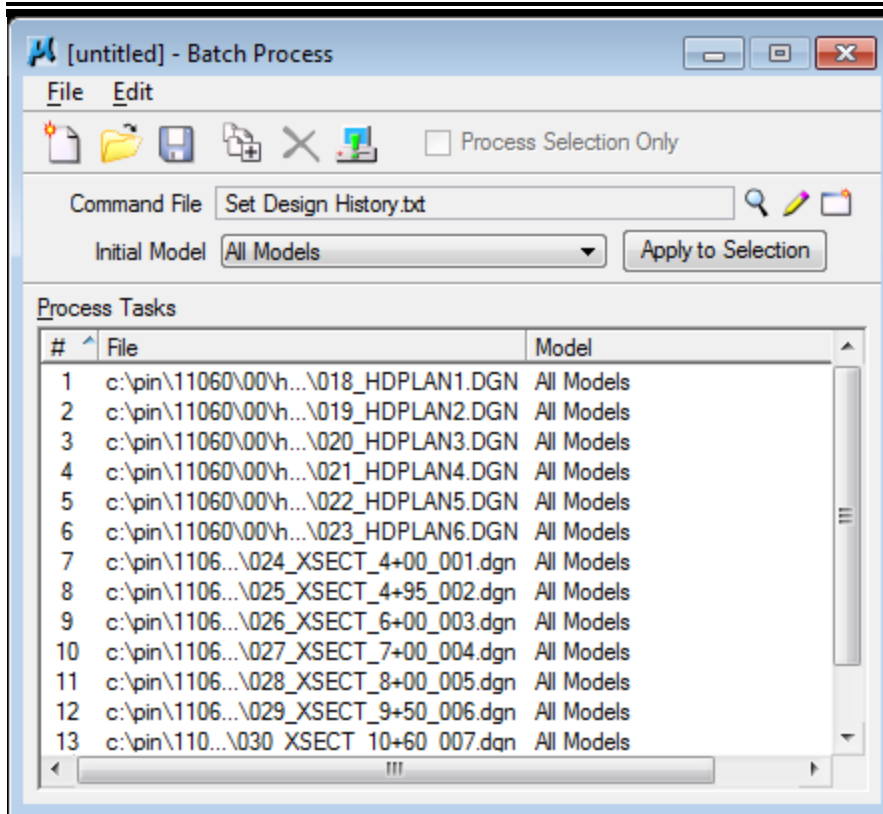 [untitled] - Batch Process
File Edit
Process Selection Only
Command File Set Design History.txt
Initial Model All Models Apply to Selection
Process Tasks
# File Model
1 c:\pin\11060\00\h...\018_HDPLAN1.DGN All Models
2 c:\pin\11060\00\h...\019_HDPLAN2.DGN All Models
3 c:\pin\11060\00\h...\020_HDPLAN3.DGN All Models
4 c:\pin\11060\00\h...\021_HDPLAN4.DGN All Models
5 c:\pin\11060\00\h...\022_HDPLAN5.DGN All Models
6 c:\pin\11060\00\h...\023_HDPLAN6.DGN All Models
7 c:\pin\1106...\024_XSECT_4+00_001.dgn All Models
8 c:\pin\1106...\025_XSECT_4+95_002.dgn All Models
9 c:\pin\1106...\026_XSECT_6+00_003.dgn All Models
10 c:\pin\1106...\027_XSECT_7+00_004.dgn All Models
11 c:\pin\1106...\028_XSECT_8+00_005.dgn All Models
12 c:\pin\1106...\029_XSECT_9+50_006.dgn All Models
13 c:\pin\110...\030_XSECT_10+60_007.dgn All Models